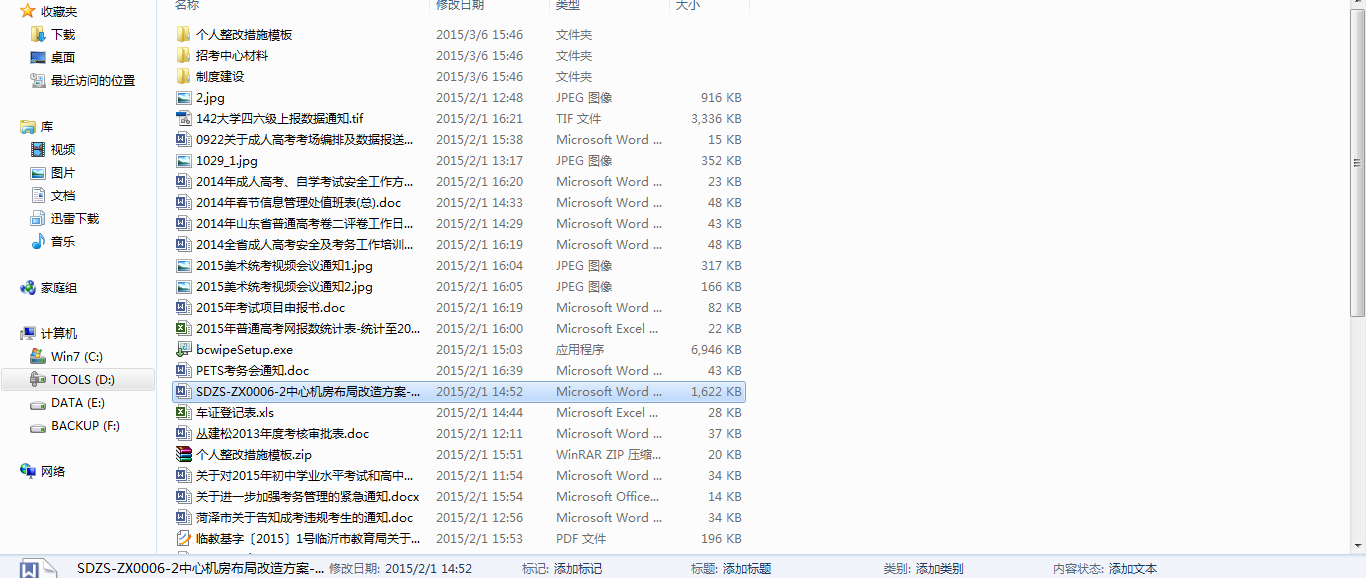 收藏夹
下载
桌面
最近访问的位置
库
视频
图片
文档
迅雷下载
音乐
家庭组
计算机
Win7 (C:)
TOOLS (D:)
DATA (E:)
BACKUP (F:)
网络
名称 修改日期 类型 大小
个人整改措施模板 2015/3/6 15:46 文件夹
招考中心材料 2015/3/6 15:46 文件夹
制度建设 2015/3/6 15:46 文件夹
2.jpg 2015/2/1 12:48 JPEG 图像 916 KB
142大学四六级上报数据通知.tif 2015/2/1 16:21 TIF 文件 3,336 KB
0922关于成人高考考场编排及数据报送... 2015/2/1 15:38 Microsoft Word ... 15 KB
1029_1.jpg 2015/2/1 13:17 JPEG 图像 352 KB
2014年成人高考、自学考试安全工作方... 2015/2/1 16:20 Microsoft Word ... 23 KB
2014年春节信息管理处值班表(总).doc 2015/2/1 14:33 Microsoft Word ... 48 KB
2014年山东省普通高考卷二评卷工作日... 2015/2/1 14:29 Microsoft Word ... 43 KB
2014全省成人高考安全及考务工作培训... 2015/2/1 16:19 Microsoft Word ... 48 KB
2015美术统考视频会议通知1.jpg 2015/2/1 16:04 JPEG 图像 317 KB
2015美术统考视频会议通知2.jpg 2015/2/1 16:05 JPEG 图像 166 KB
2015年考试项目申报书.doc 2015/2/1 16:19 Microsoft Word ... 82 KB
2015年普通高考网报数统计表-统计至20... 2015/2/1 16:00 Microsoft Excel ... 22 KB
bcwipeSetup.exe 2015/2/1 15:03 应用程序 6,946 KB
PETS考务会通知.doc 2015/2/1 16:39 Microsoft Word ... 43 KB
SDZS-ZX0006-2中心机房布局改造方案-... 2015/2/1 14:52 Microsoft Word ... 1,622 KB
车证登记表.xls 2015/2/1 14:44 Microsoft Excel ... 28 KB
丛建松2013年度考核审批表.doc 2015/2/1 12:11 Microsoft Word ... 37 KB
个人整改措施模板.zip 2015/2/1 15:51 WinRAR ZIP 压缩... 20 KB
关于对2015年初中学业水平考试和高中... 2015/2/1 11:54 Microsoft Word ... 34 KB
关于进一步加强考务管理的紧急通知.docx 2015/2/1 15:54 Microsoft Office... 14 KB
菏泽市关于告知成考违规考生的通知.doc 2015/2/1 12:56 Microsoft Word ... 34 KB
临教基字〔2015〕1号临沂市教育局关于... 2015/2/1 15:53 PDF 文件 196 KB
SDZS-ZX0006-2中心机房布局改造方案-... 修改日期: 2015/2/1 14:52 标记: 添加标记 标题: 添加标题 类别: 添加类别 内容状态: 添加文本